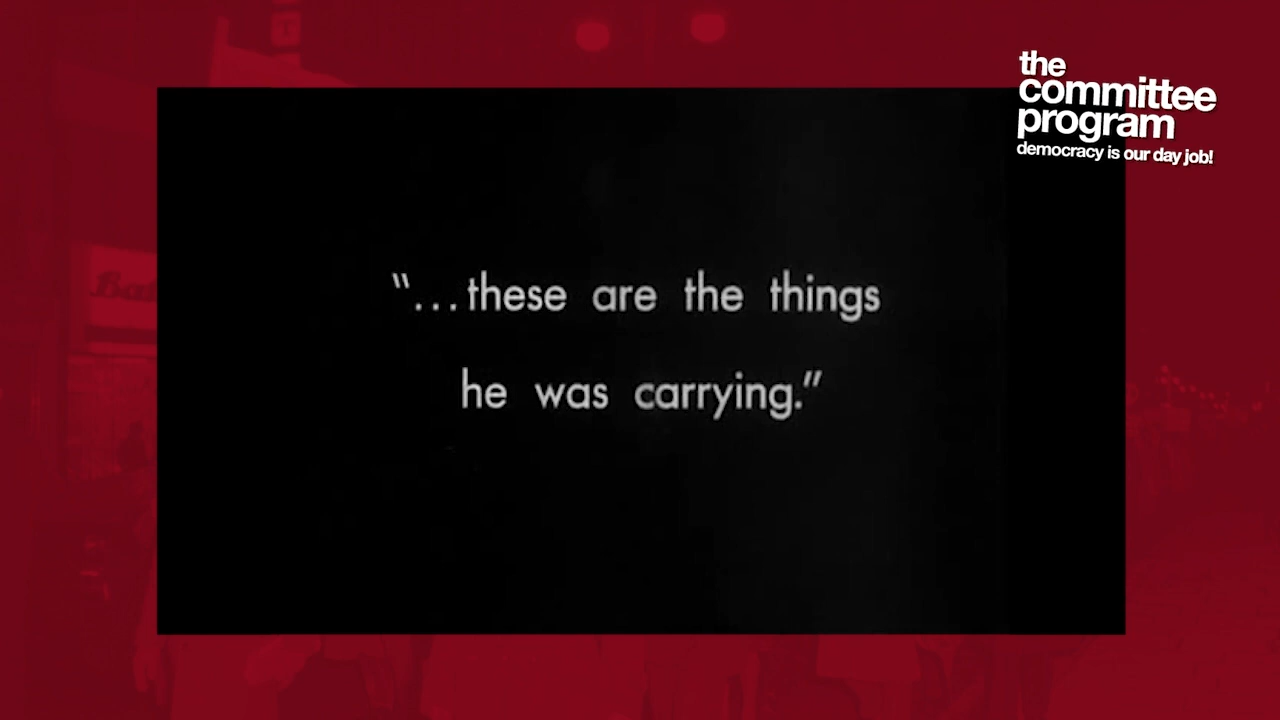 the
committee
program
democracy is our day job!
"...these are the things
he was carrying."